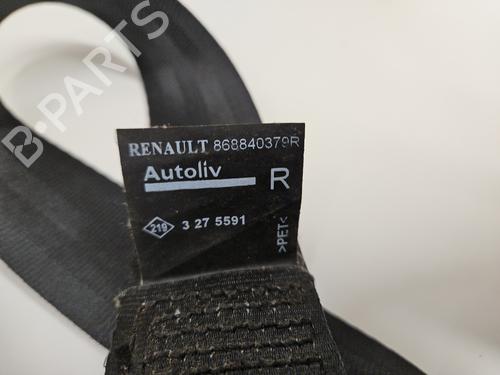 B-PARTS
RENAULT 868840379R
Autoliv R
219 3 27 5591
>PET<